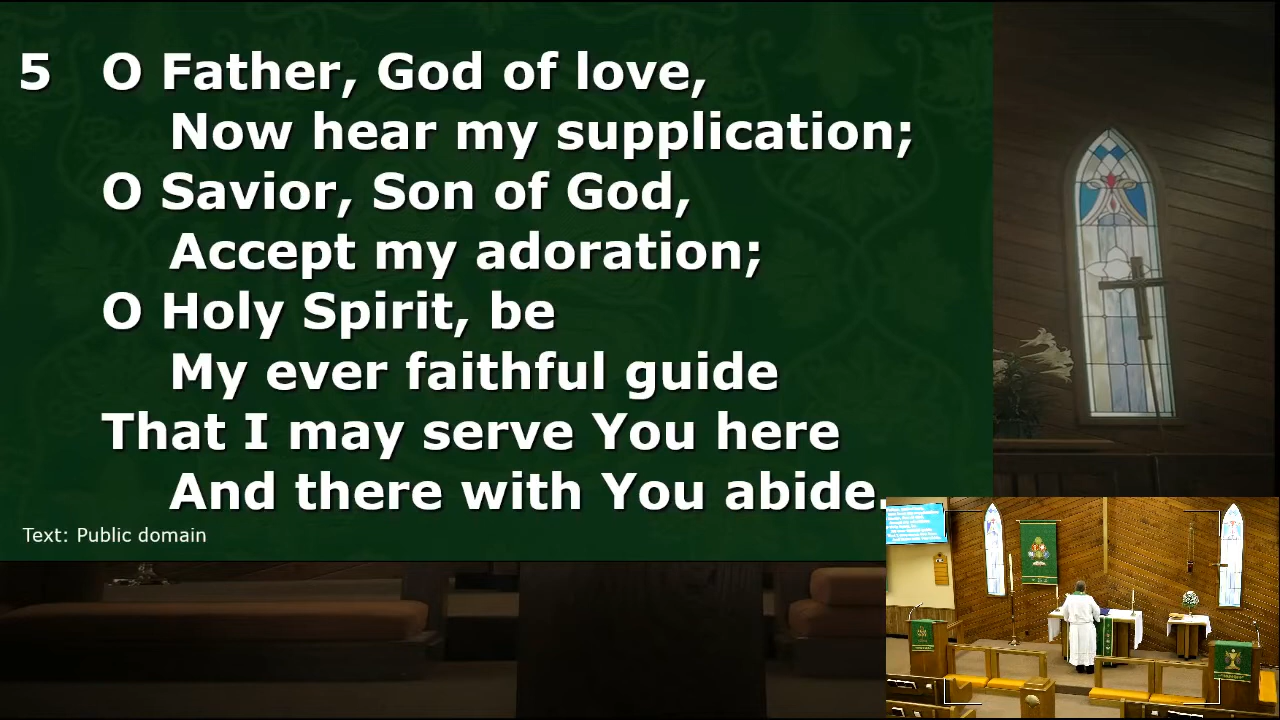 5 O Father, God of love,
Now hear my supplication;
O Savior, Son of God,
Accept my adoration;
O Holy Spirit, be
My ever faithful guide
That I may serve You here
And there with You abide.
Text: Public domain